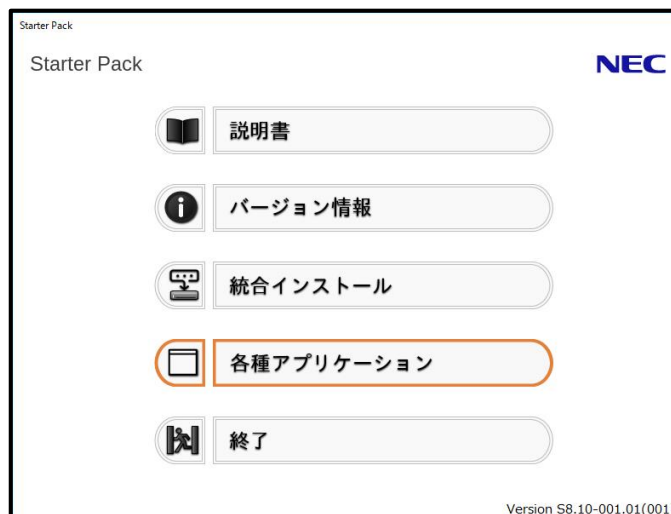 Starter Pack
Starter Pack
NEC
説明書
バージョン情報
統合インストール
各種アプリケーション
終了
Version S8.10-001.01(001